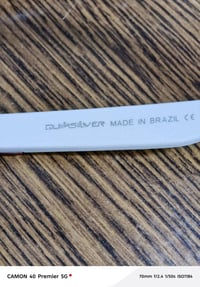 QUIKSILVER MADE IN BRAZIL CE
CAMON 40 Premier 5G
70mm f/2.4 1/50s ISO1184